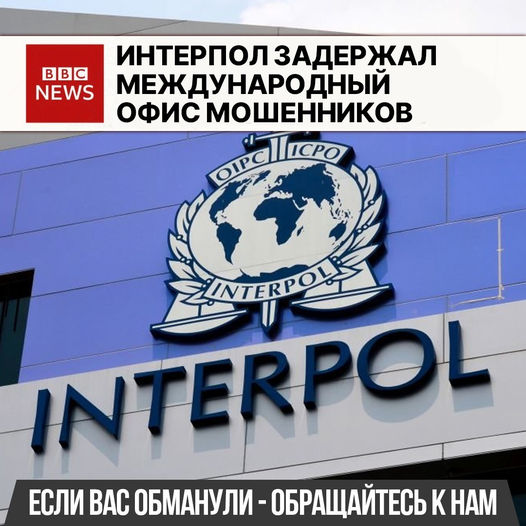 BBC
NEWS
ИНТЕРПОЛ ЗАДЕРЖАЛ
МЕЖДУНАРОДНЫЙ
ОФИС МОШЕННИКОВ
OIPC ICPO
INTERPOL
INTERPOL
ЕСЛИ ВАС ОБМАНУЛИ - ОБРАЩАЙТЕСЬ К НАМ